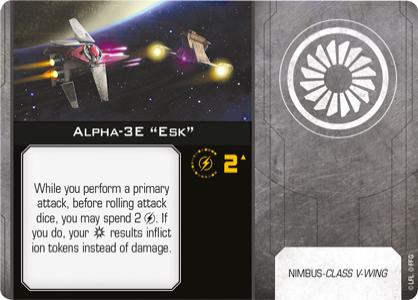 ALPHA-3E "ESK"
2
While you perform a primary
attack, before rolling attack
dice, you may spend 2 . If
you do, your results inflict
ion tokens instead of damage.
NIMBUS-CLASS V-WING
© LFL © FFG